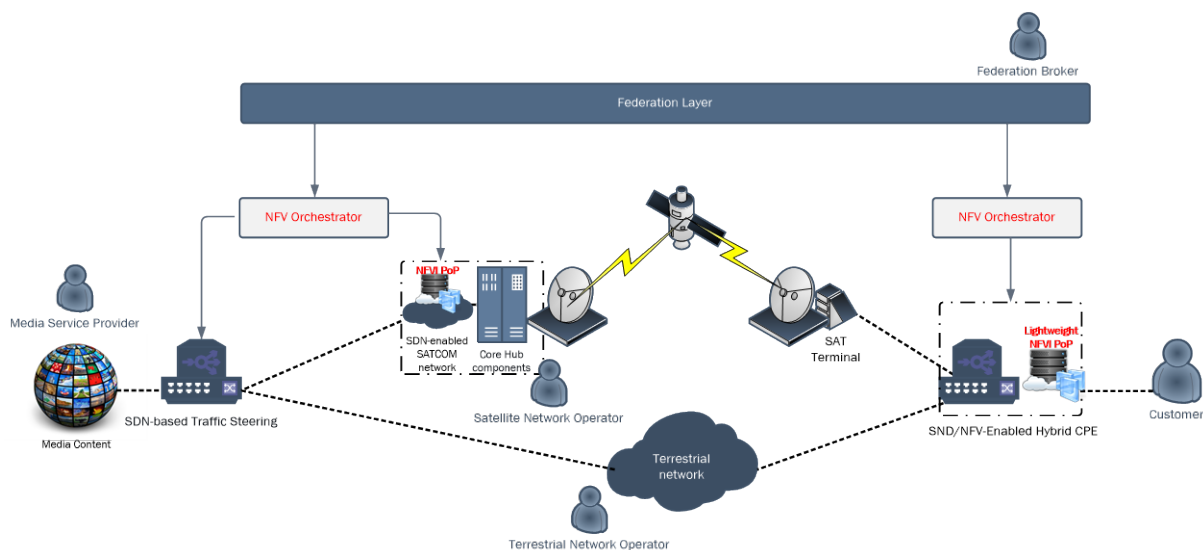 Federation Broker
Federation Layer
NFV Orchestrator
NFV Orchestrator
Media Service Provider
NFVI PoP
SDN-enabled
SATCOM
network
Core Hub
components
SAT
Terminal
Lightweight
NFVI PoP
SDN-based Traffic Steering
Satellite Network Operator
SND/NFV-Enabled Hybrid CPE
Customer
Media Content
Terrestrial
network
Terrestrial Network Operator